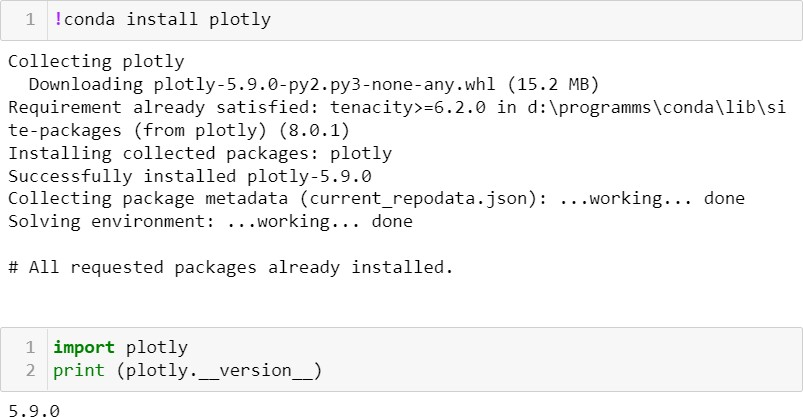 1 !conda install plotly
Collecting plotly
  Downloading plotly-5.9.0-py2.py3-none-any.whl (15.2 MB)
Requirement already satisfied: tenacity>=6.2.0 in d:\programms\conda\lib\si
te-packages (from plotly) (8.0.1)
Installing collected packages: plotly
Successfully installed plotly-5.9.0
Collecting package metadata (current_repodata.json): ...working... done
Solving environment: ...working... done
# All requested packages already installed.
1 import plotly
2 print (plotly.__version__)
5.9.0